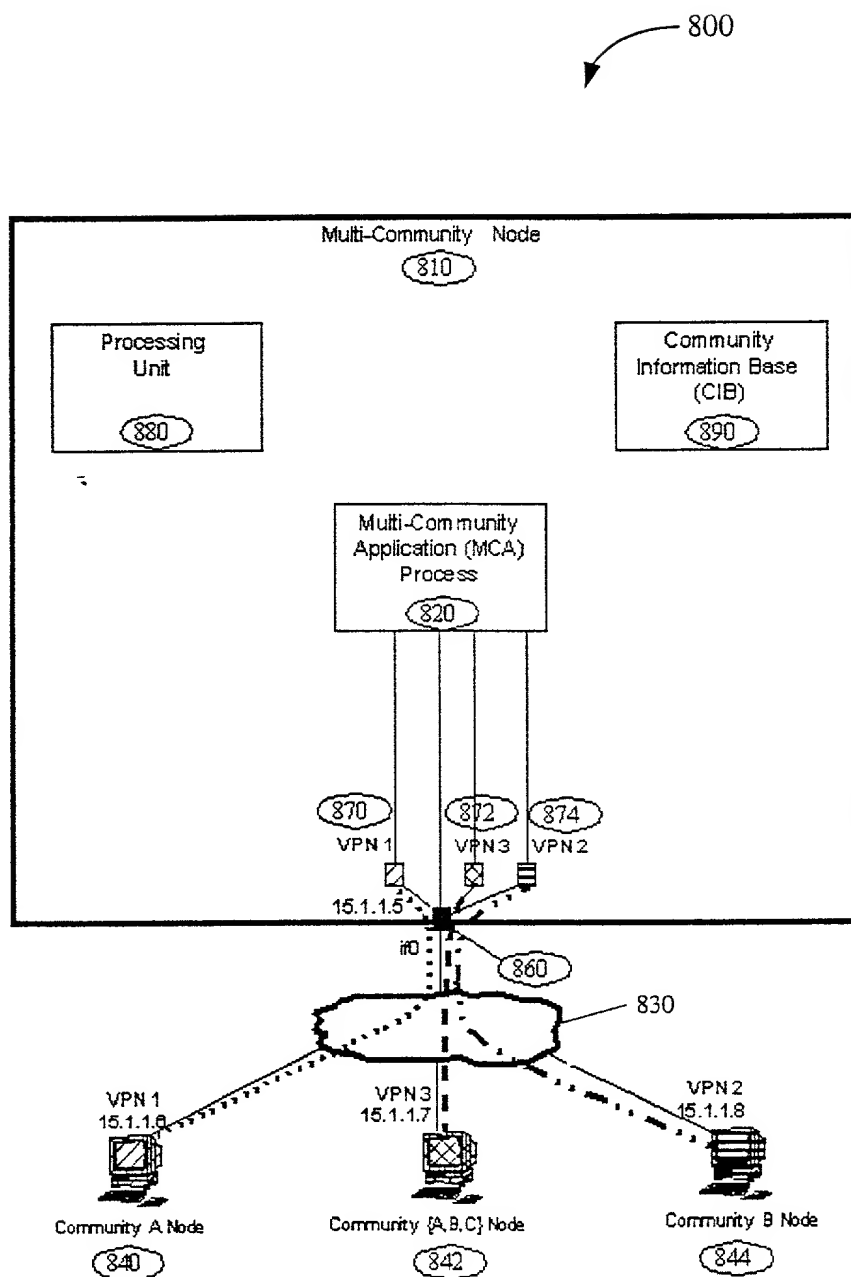 800
Multi-Community Node
810
Processing
Unit
880
Community
Information Base
(CIB)
890
Multi-Community
Application (MCA)
Process
820
870
872
874
VPN 1
VPN 3
VPN 2
15.1.1.5
if0
860
830
VPN 1
15.1.1.6
VPN 3
15.1.1.7
VPN 2
15.1.1.8
Community A Node
Community {A,B,C} Node
Community B Node
840
842
844